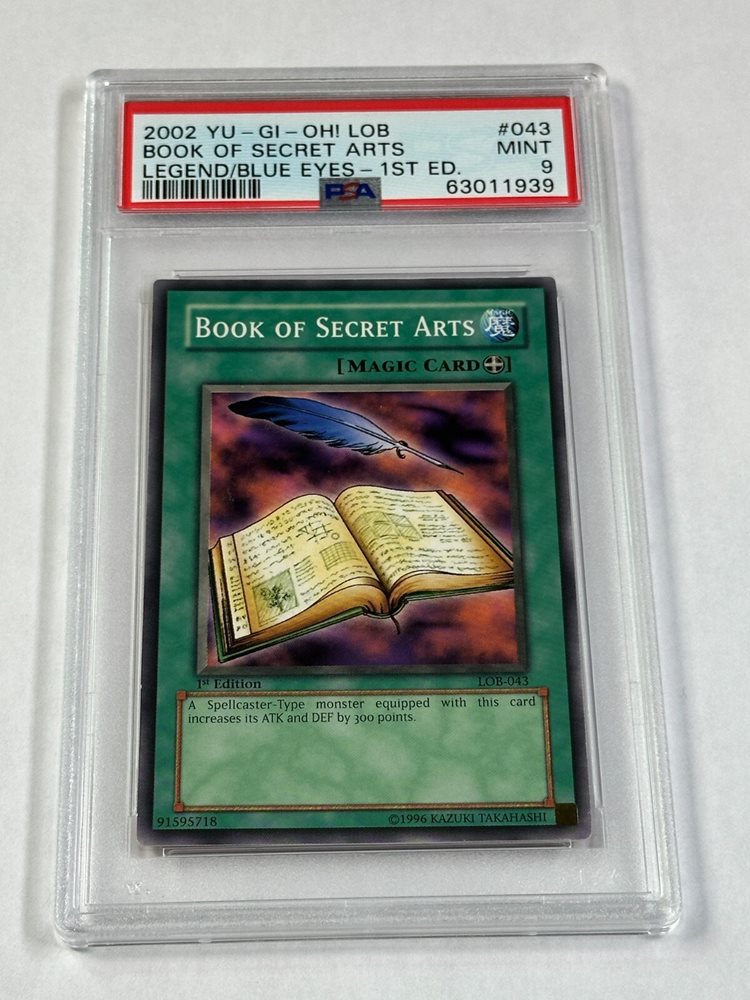 2002 YU-GI-OH! LOB #043
BOOK OF SECRET ARTS MINT
LEGEND/BLUE EYES-1ST ED. 9
PSA 63011939
BOOK OF SECRET ARTS MAGIC 魔
[MAGIC CARD]
1st Edition LOB-043
A Spellcaster-Type monster equipped with this card
increases its ATK and DEF by 300 points.
91595718 ©1996 KAZUKI TAKAHASHI